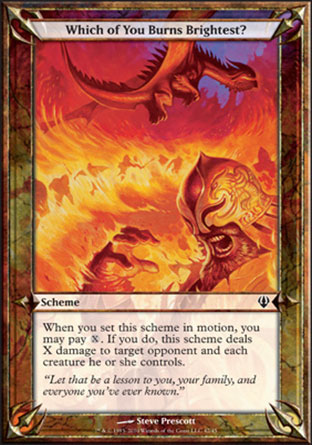 Which of You Burns Brightest?
Scheme
When you set this scheme in motion, you
may pay X. If you do, this scheme deals
X damage to target opponent and each
creature he or she controls.
"Let that be a lesson to you, your family, and
everyone you've ever known."
Steve Prescott